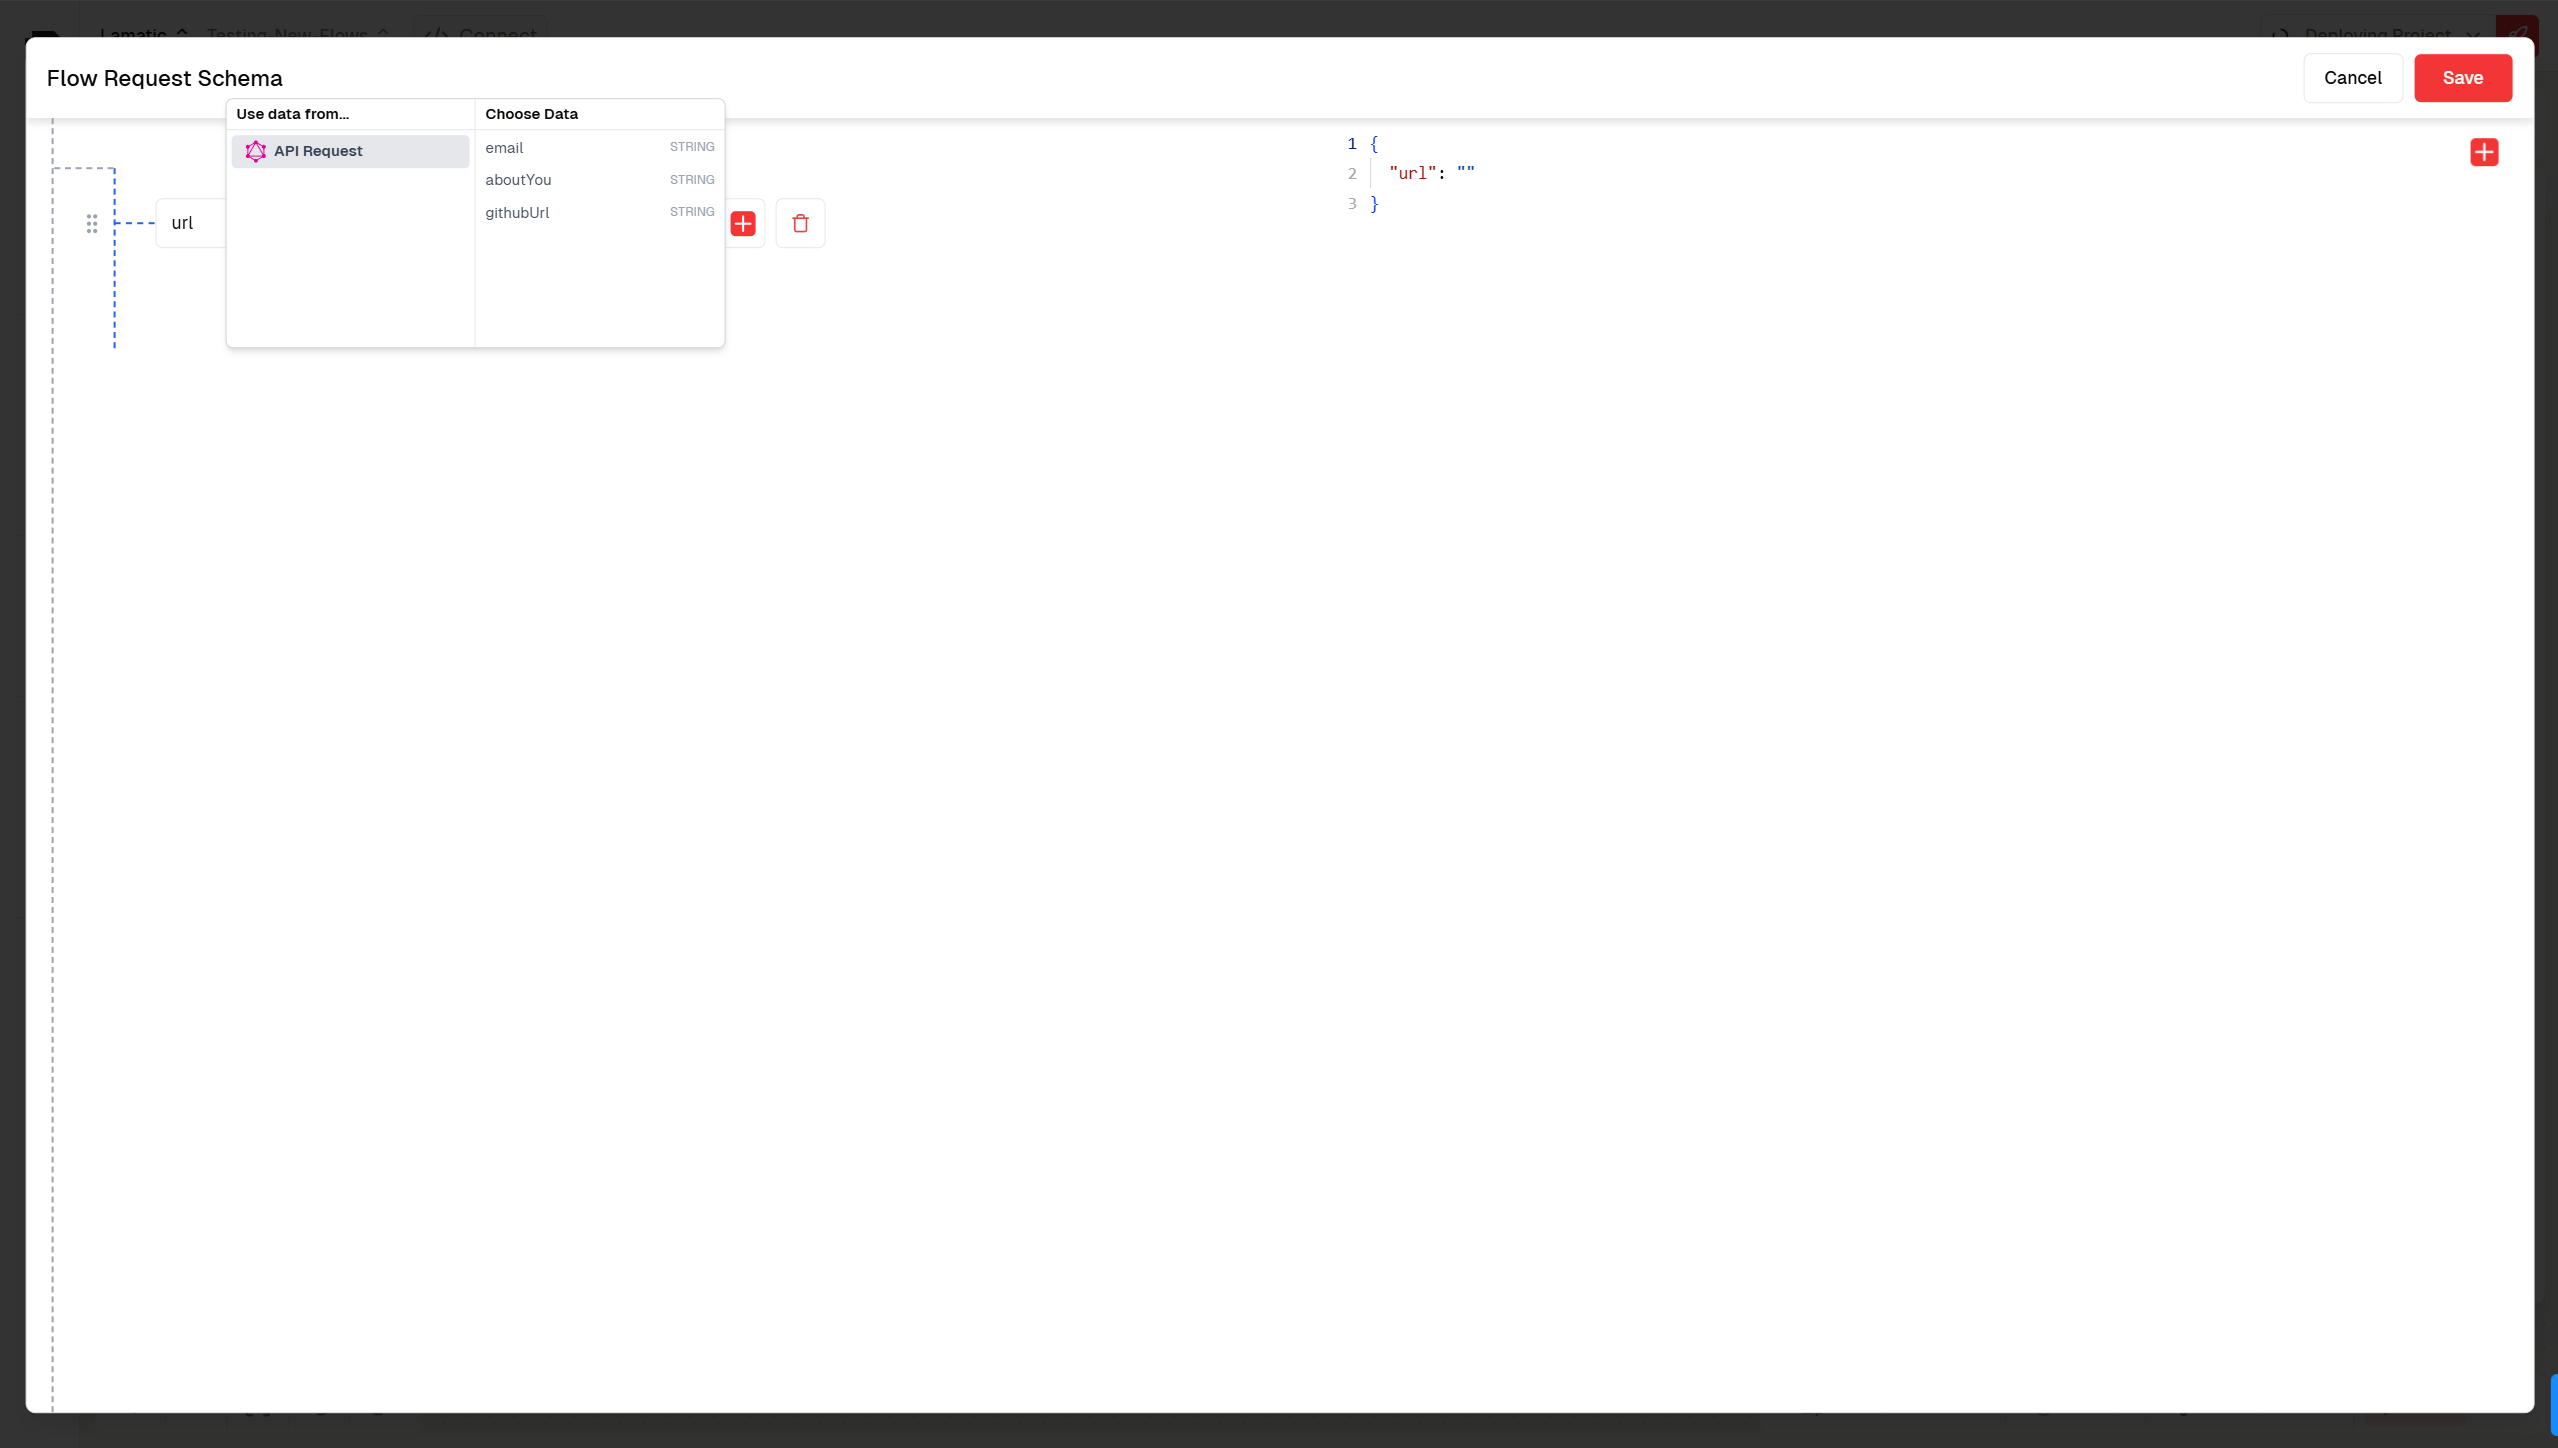 Lamatic Testing-New-Flows </> Connect Deploying Project
Flow Request Schema Cancel Save
Use data from... Choose Data
API Request
email STRING
aboutYou STRING
githubUrl STRING
url
1 {
2 "url": ""
3 }